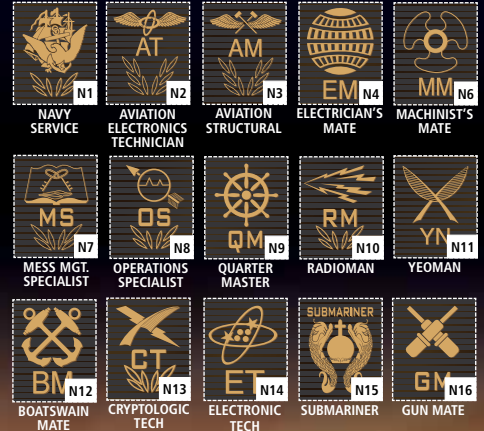 AT
AM
EM
MM
N1
N2
N3
N4
N6
NAVY
SERVICE
AVIATION
ELECTRONICS
TECHNICIAN
AVIATION
STRUCTURAL
ELECTRICIAN'S
MATE
MACHINIST'S
MATE
MS
OS
QM
RM
YN
N7
N8
N9
N10
N11
MESS MGT.
SPECIALIST
OPERATIONS
SPECIALIST
QUARTER
MASTER
RADIOMAN
YEOMAN
SUBMARINER
BM
CT
ET
GM
N12
N13
N14
N15
N16
BOATSWAIN
MATE
CRYPTOLOGIC
TECH
ELECTRONIC
TECH
SUBMARINER
GUN MATE